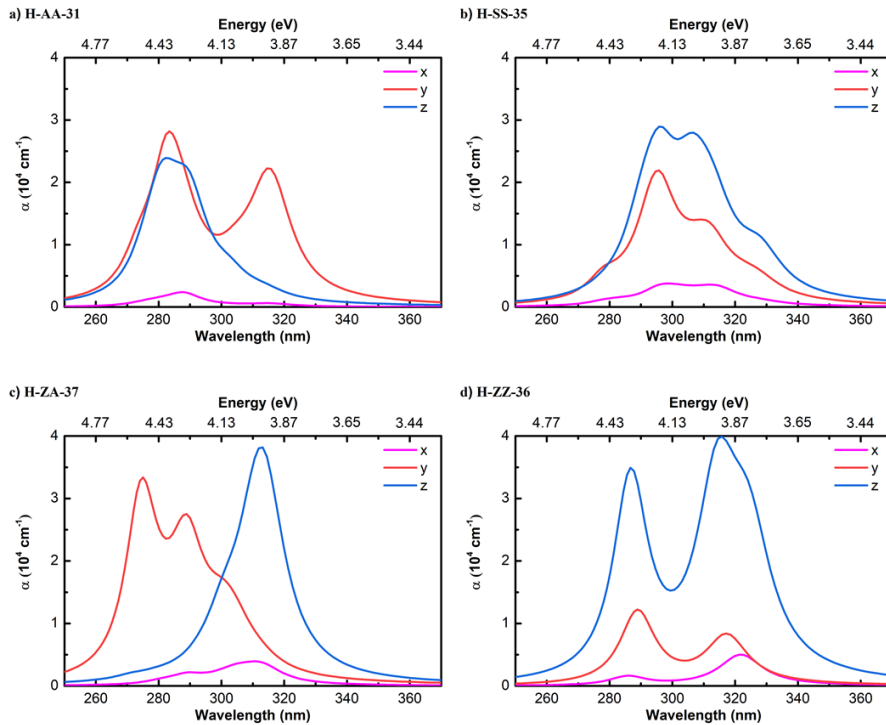 a) H-AA-31
Energy (eV)
4.77 4.43 4.13 3.87 3.65 3.44
4
3
2
1
0
α (10⁴ cm⁻¹)
x
y
z
260 280 300 320 340 360
Wavelength (nm)
b) H-SS-35
Energy (eV)
4.77 4.43 4.13 3.87 3.65 3.44
4
3
2
1
0
α (10⁴ cm⁻¹)
x
y
z
260 280 300 320 340 360
Wavelength (nm)
c) H-ZA-37
Energy (eV)
4.77 4.43 4.13 3.87 3.65 3.44
4
3
2
1
0
α (10⁴ cm⁻¹)
x
y
z
260 280 300 320 340 360
Wavelength (nm)
d) H-ZZ-36
Energy (eV)
4.77 4.43 4.13 3.87 3.65 3.44
4
3
2
1
0
α (10⁴ cm⁻¹)
x
y
z
260 280 300 320 340 360
Wavelength (nm)